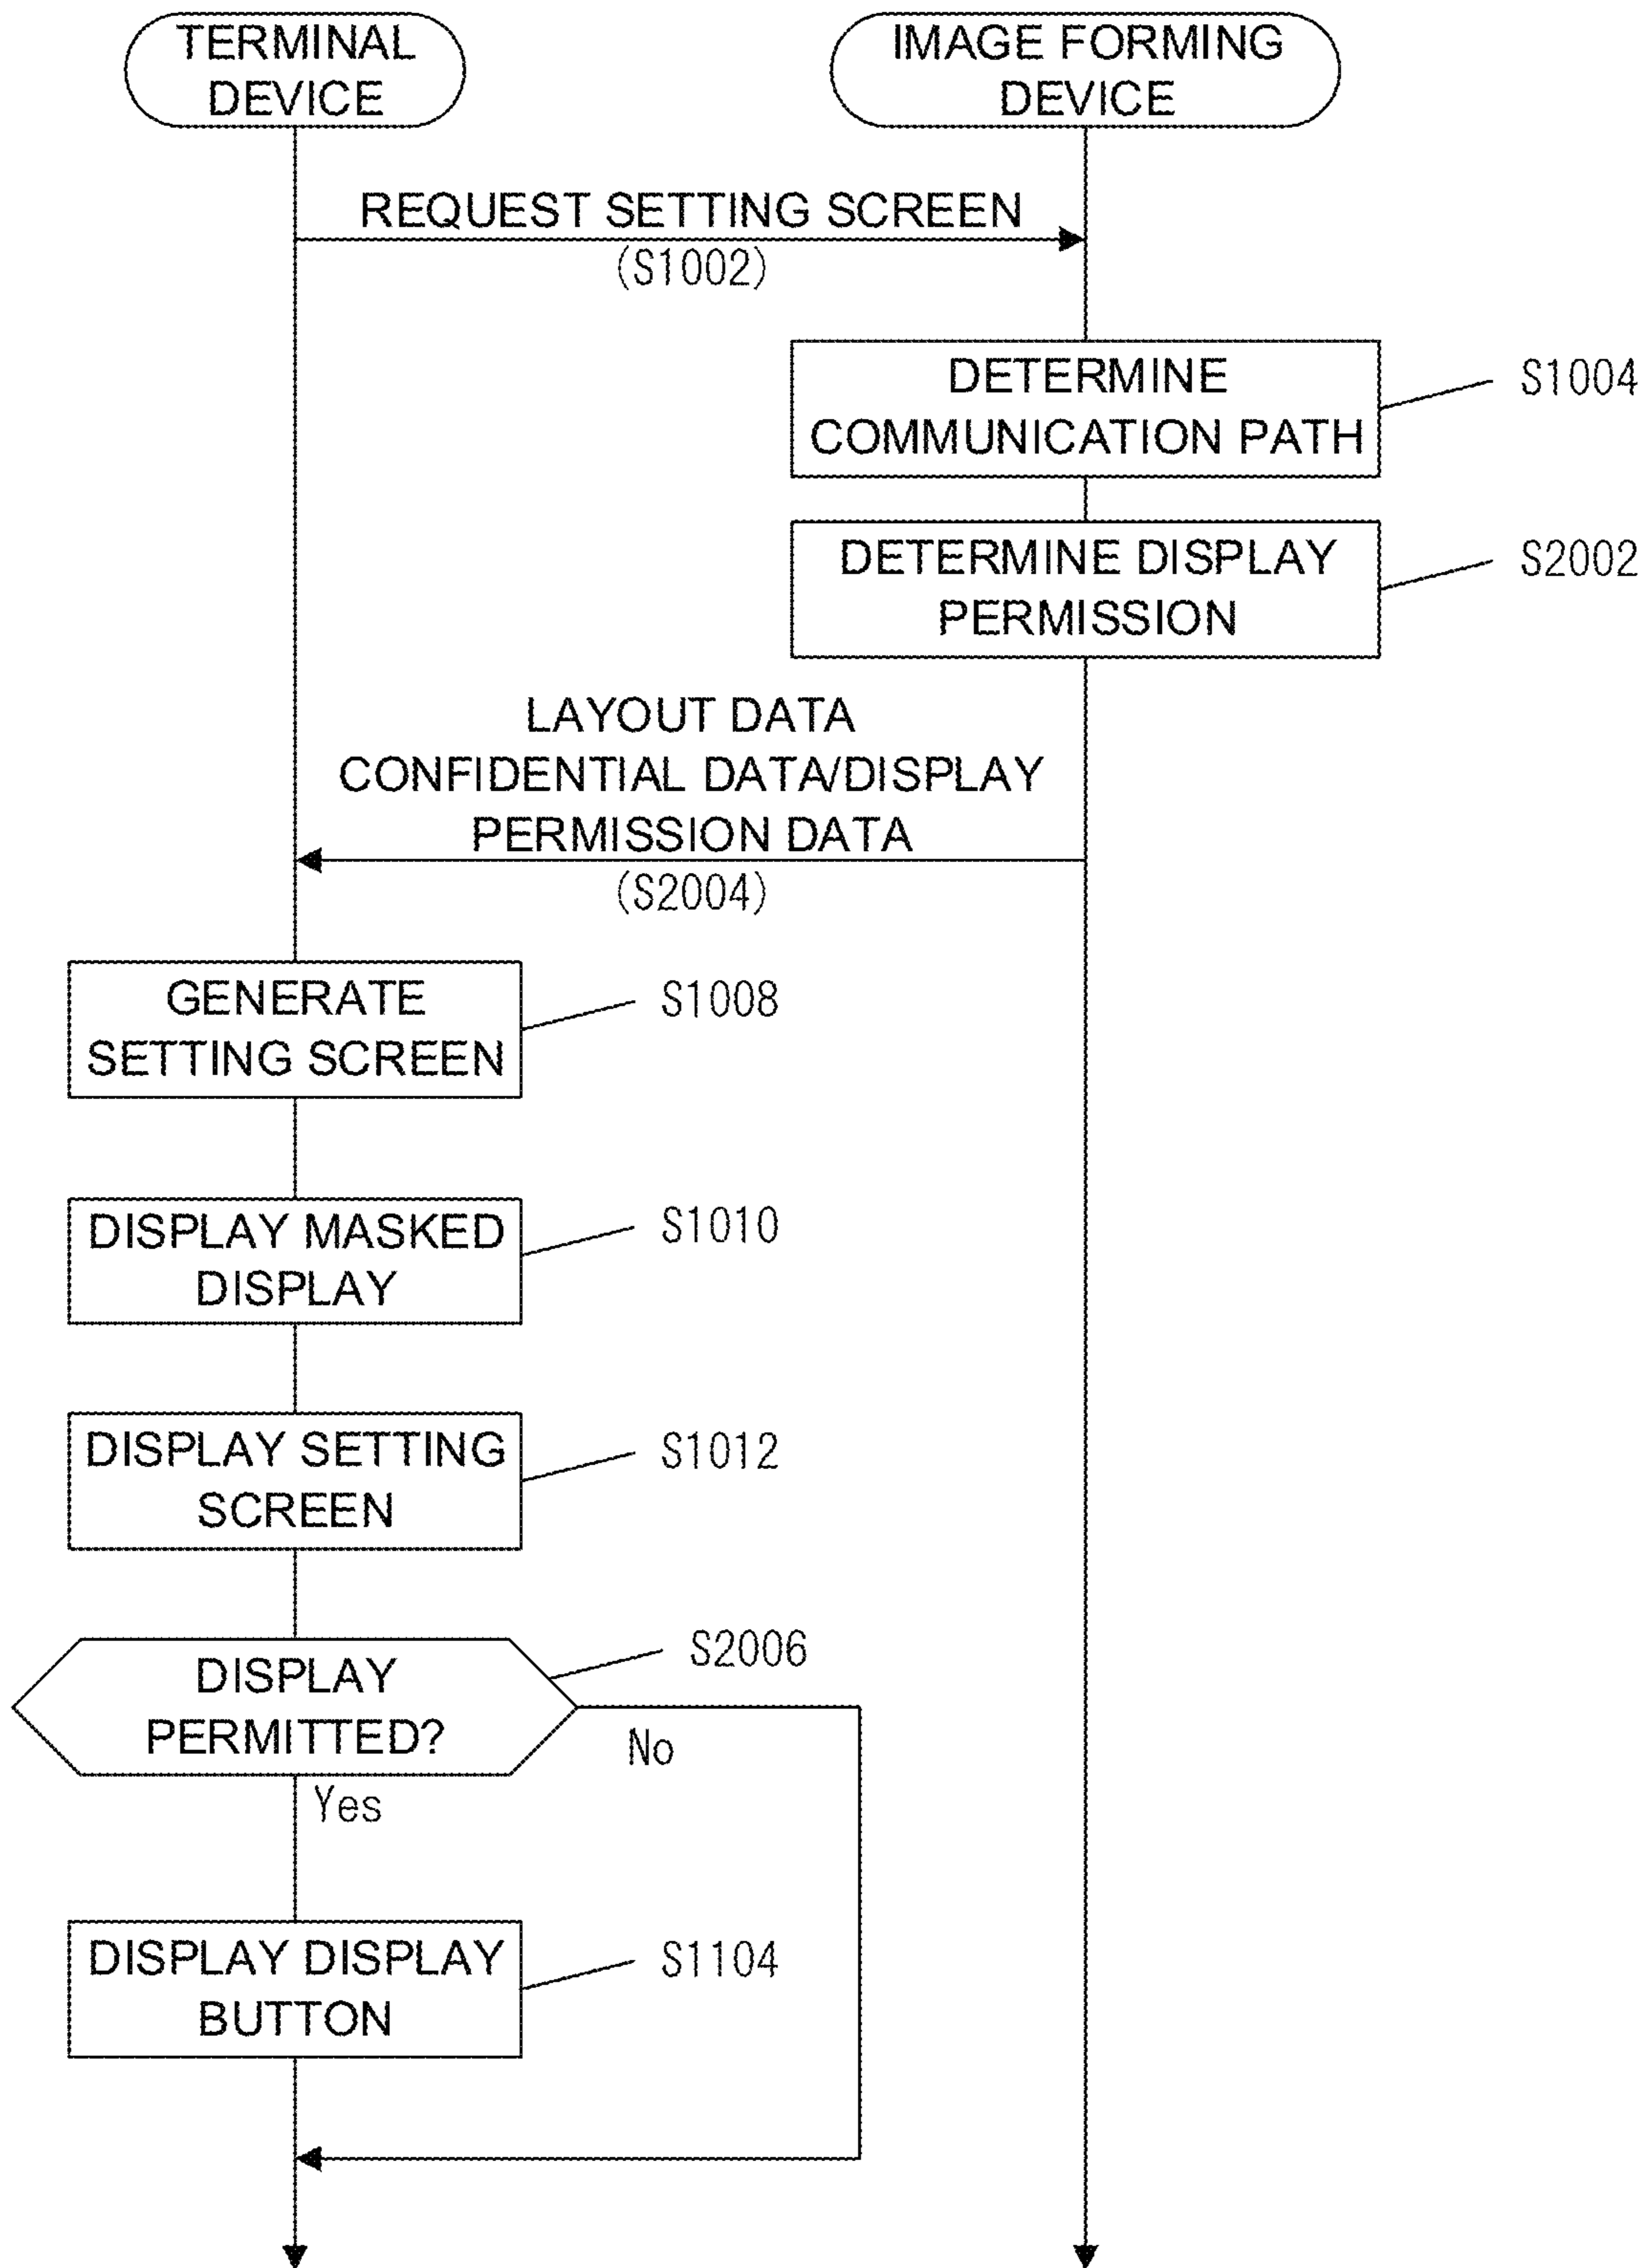 TERMINAL
DEVICE
IMAGE FORMING
DEVICE
REQUEST SETTING SCREEN
(S1002)
DETERMINE
COMMUNICATION PATH
S1004
DETERMINE DISPLAY
PERMISSION
S2002
LAYOUT DATA
CONFIDENTIAL DATA/DISPLAY
PERMISSION DATA
(S2004)
GENERATE
SETTING SCREEN
S1008
DISPLAY MASKED
DISPLAY
S1010
DISPLAY SETTING
SCREEN
S1012
DISPLAY
PERMITTED?
S2006
No
Yes
DISPLAY DISPLAY
BUTTON
S1104